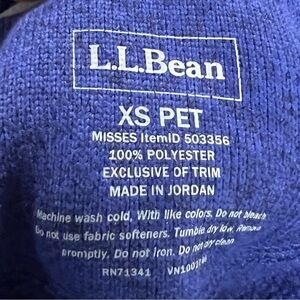 L.L.Bean
XS PET
MISSES ItemID 503356
100% POLYESTER
EXCLUSIVE OF TRIM
MADE IN JORDAN
Machine wash cold, With like colors, Do not bleach
Do not use fabric softeners. Tumble dry low, Remove
promptly. Do not iron. Do not dry clean
RN71341